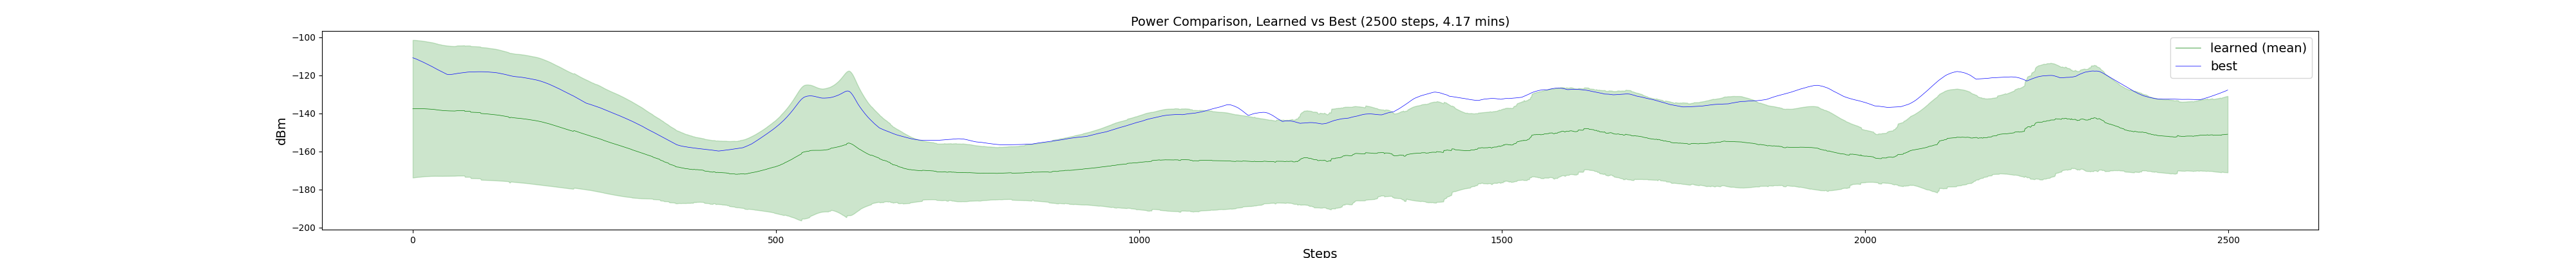 Power Comparison, Learned vs Best (2500 steps, 4.17 mins)
−100
−120
−140
−160
−180
−200
dBm
learned (mean)
best
0 500 1000 1500 2000 2500
Steps